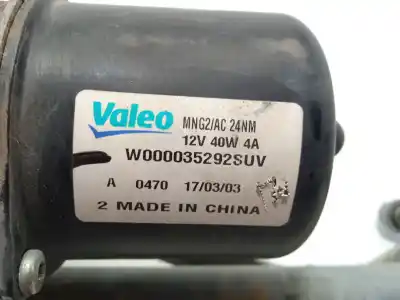 Valeo MNG2/AC 24NM
12V 40W 4A
W000035292SUV
A 0470 17/03/03
2 MADE IN CHINA